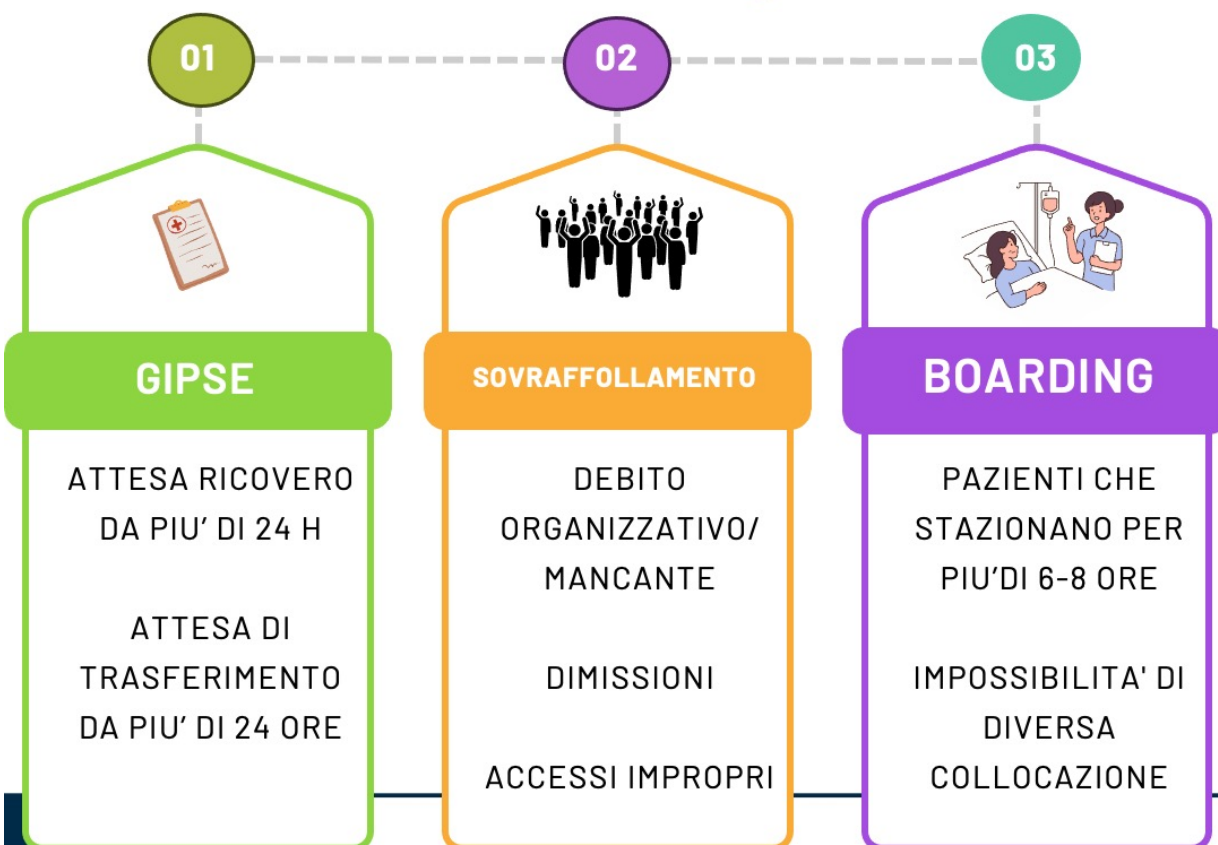 01
02
03
GIPSE
ATTESA RICOVERO
DA PIU’ DI 24 H
ATTESA DI
TRASFERIMENTO
DA PIU’ DI 24 ORE
SOVRAFFOLLAMENTO
DEBITO
ORGANIZZATIVO/
MANCANTE
DIMISSIONI
ACCESSI IMPROPRI
BOARDING
PAZIENTI CHE
STAZIONANO PER
PIU’DI 6-8 ORE
IMPOSSIBILITA' DI
DIVERSA
COLLOCAZIONE